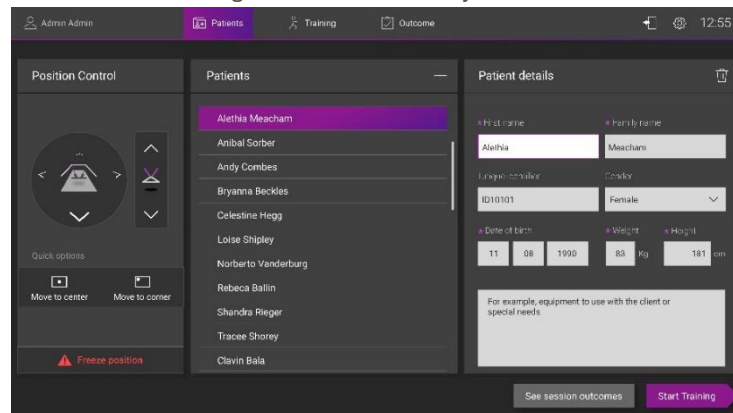 Admin Admin
Patients
Training
Outcome
12:55
Position Control
Quick options
Move to center
Move to corner
Freeze position
Patients
Alethia Meacham
Anibal Sorber
Andy Combes
Bryanna Beckles
Celestine Hegg
Loise Shipley
Norberto Vanderburg
Rebeca Ballin
Shandra Rieger
Tracee Shorey
Clavin Bala
Patient details
* First name
* Family name
Alethia
Meacham
Unique identifier
Gender
ID10101
Female
* Date of birth
* Weight
* Height
11 08 1990
83 Kg
181 cm
For example, equipment to use with the client or
special needs
See session outcomes
Start Training